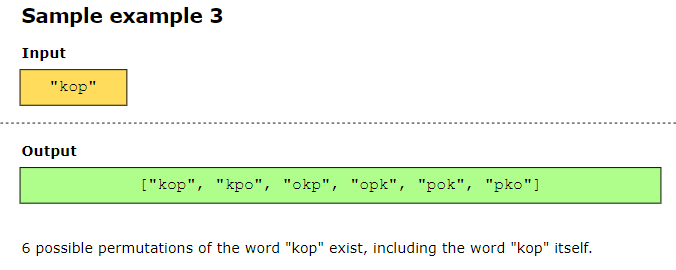 Sample example 3
Input
"kop"
Output
["kop", "kpo", "okp", "opk", "pok", "pko"]
6 possible permutations of the word "kop" exist, including the word "kop" itself.